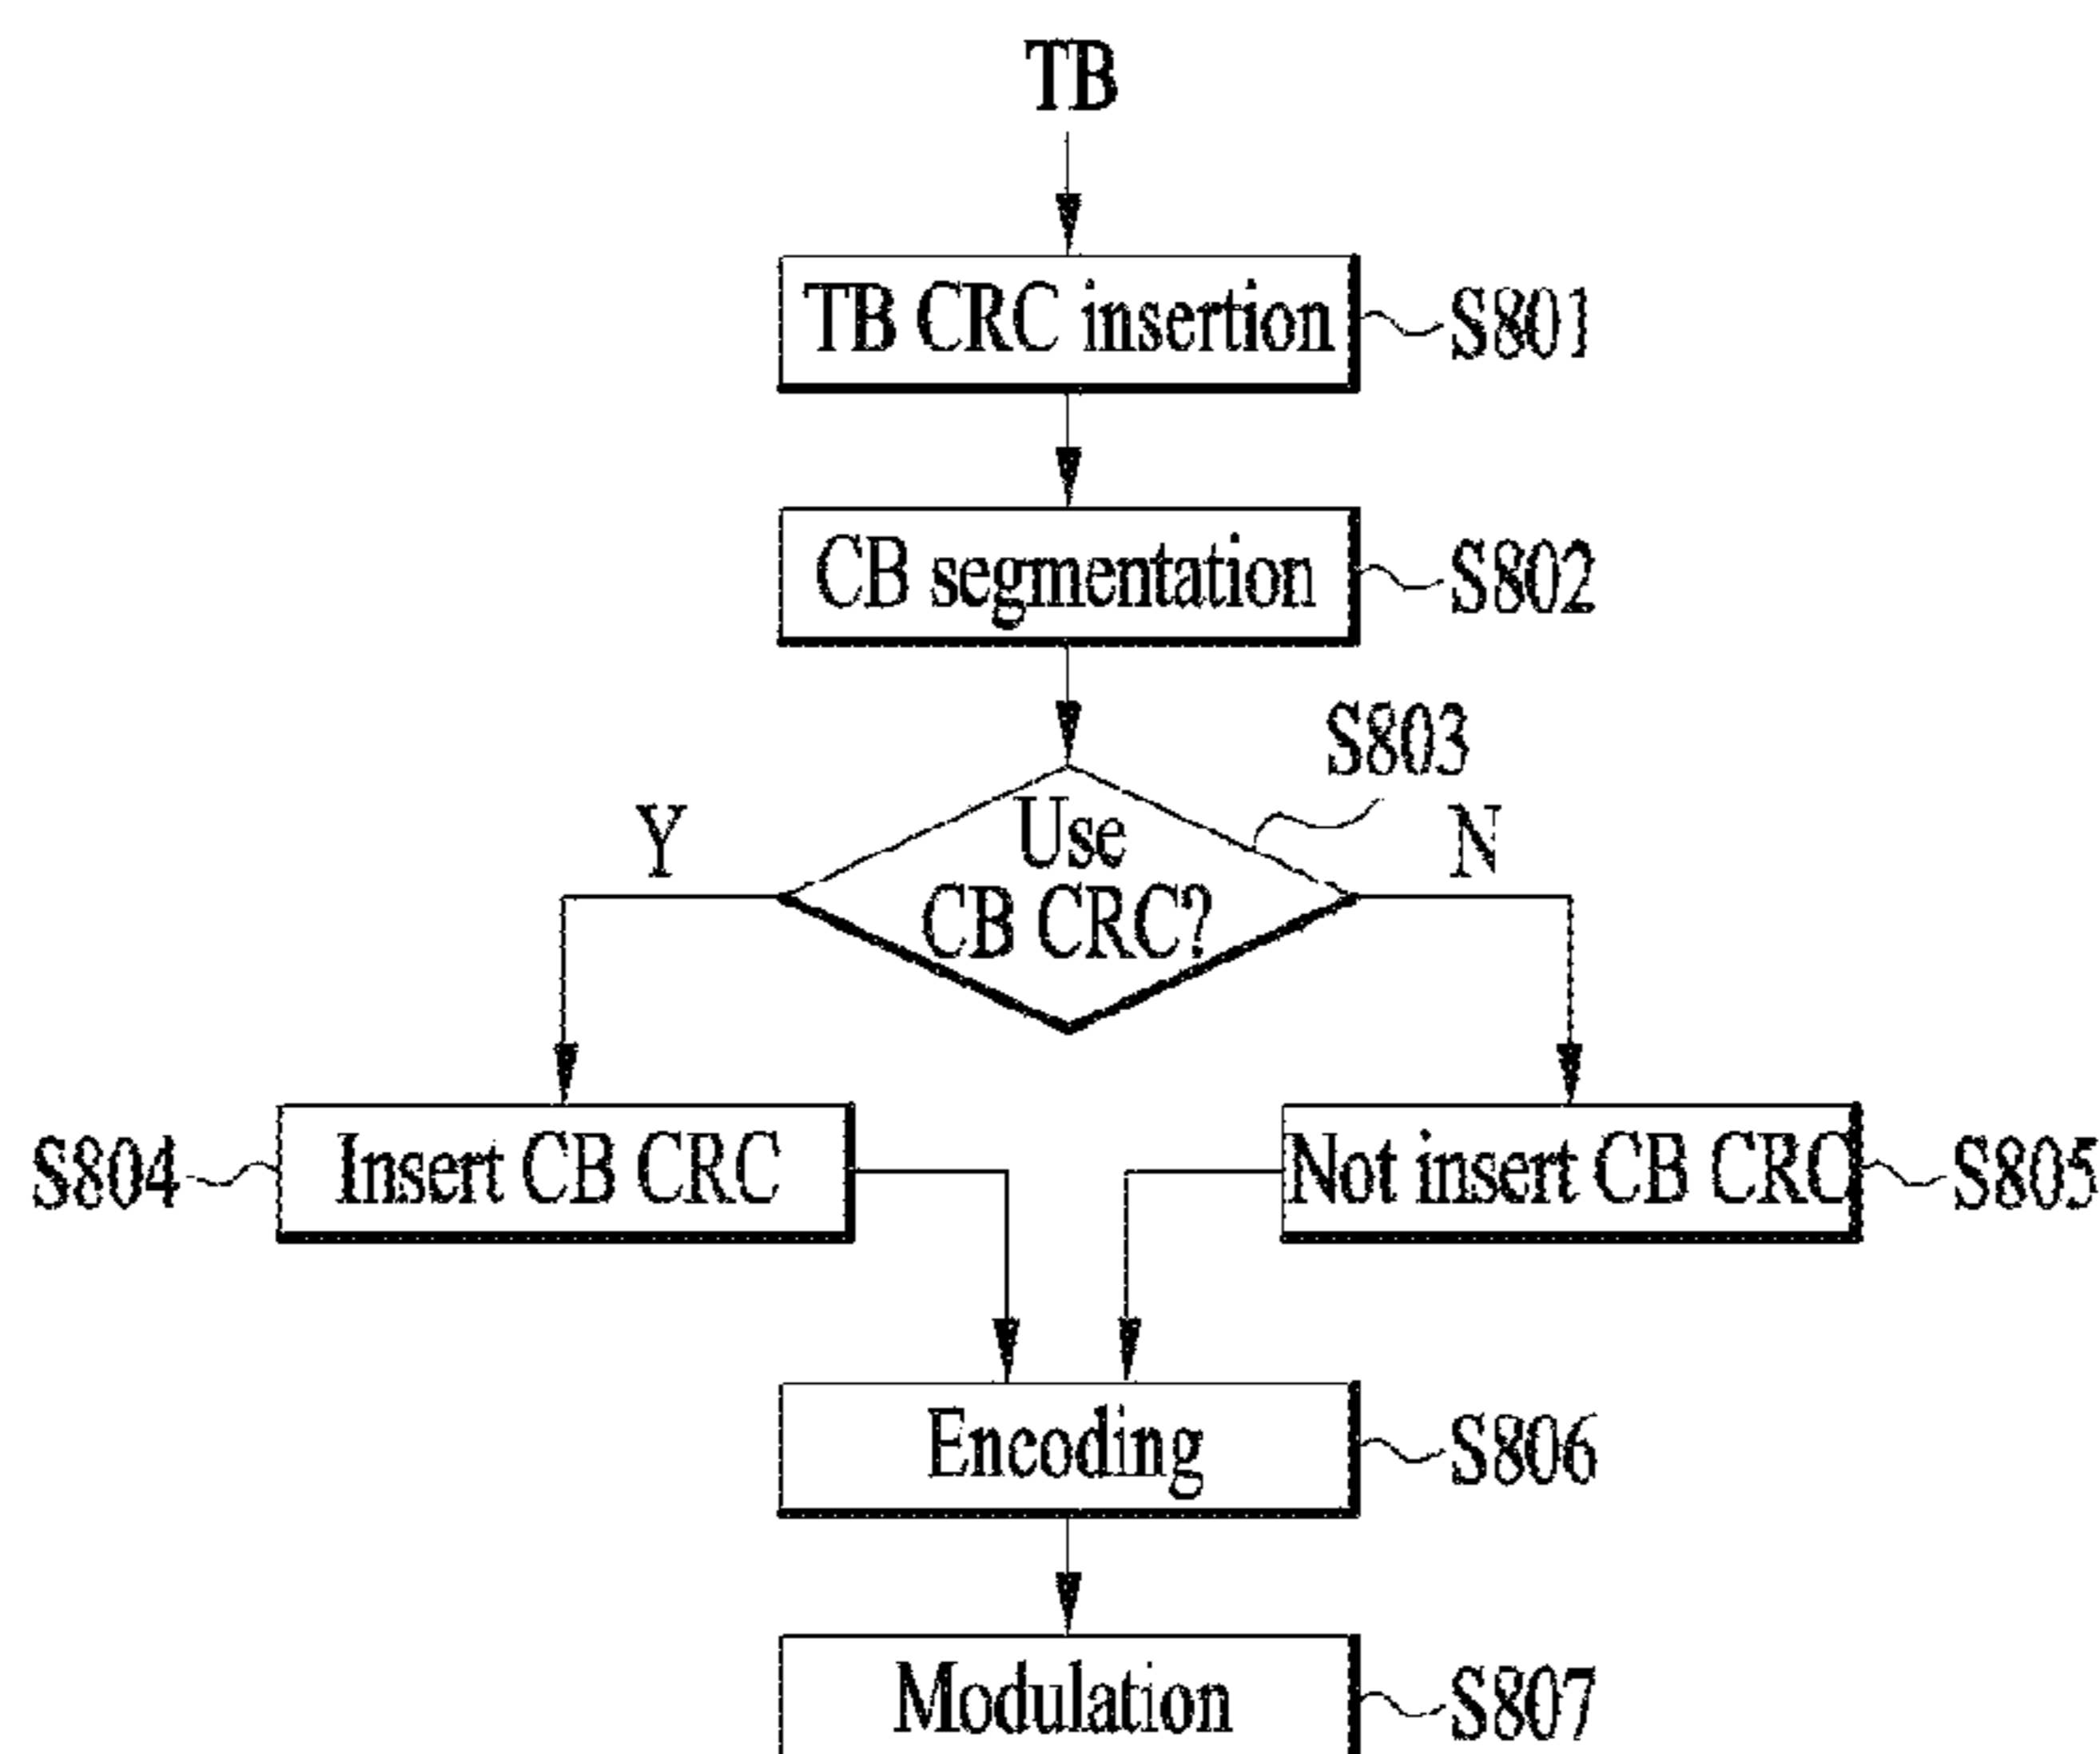 TB
TB CRC insertion
S801
CB segmentation
S802
S803
Y
Use
CB CRC?
N
S804
Insert CB CRC
Not insert CB CRC
S805
Encoding
S806
Modulation
S807